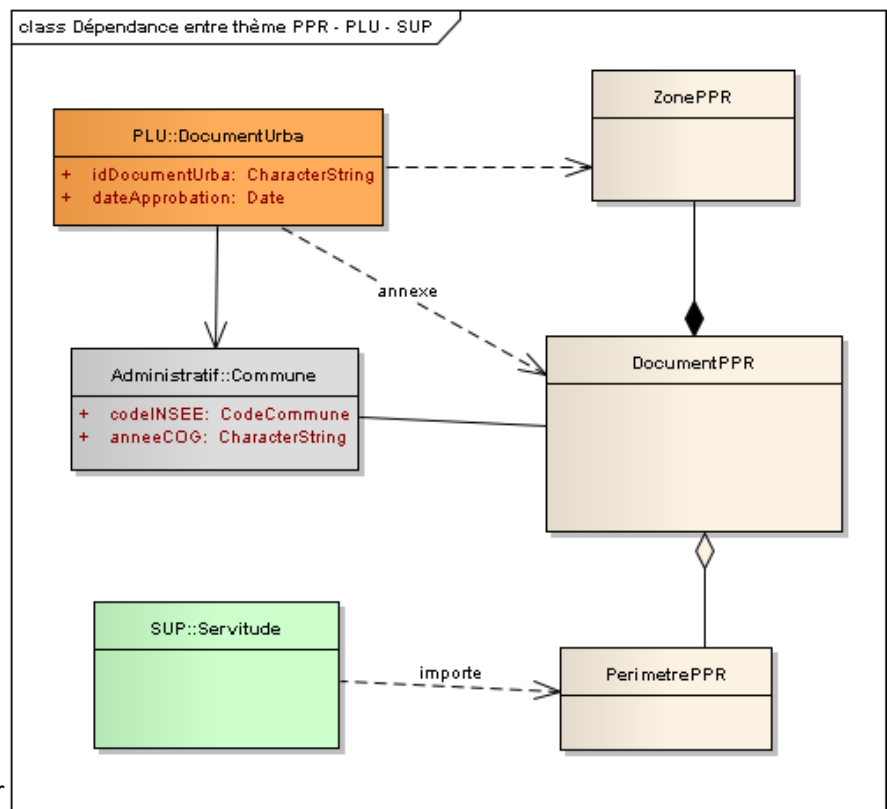 class Dépendance entre thème PPR - PLU - SUP
ZonePPR
PLU::DocumentUrba
+ idDocumentUrba: CharacterString
+ dateApprobation: Date
annexe
DocumentPPR
Administratif::Commune
+ codeINSEE: CodeCommune
+ anneeCOG: CharacterString
SUP::Servitude
importe
PerimetrePPR
r